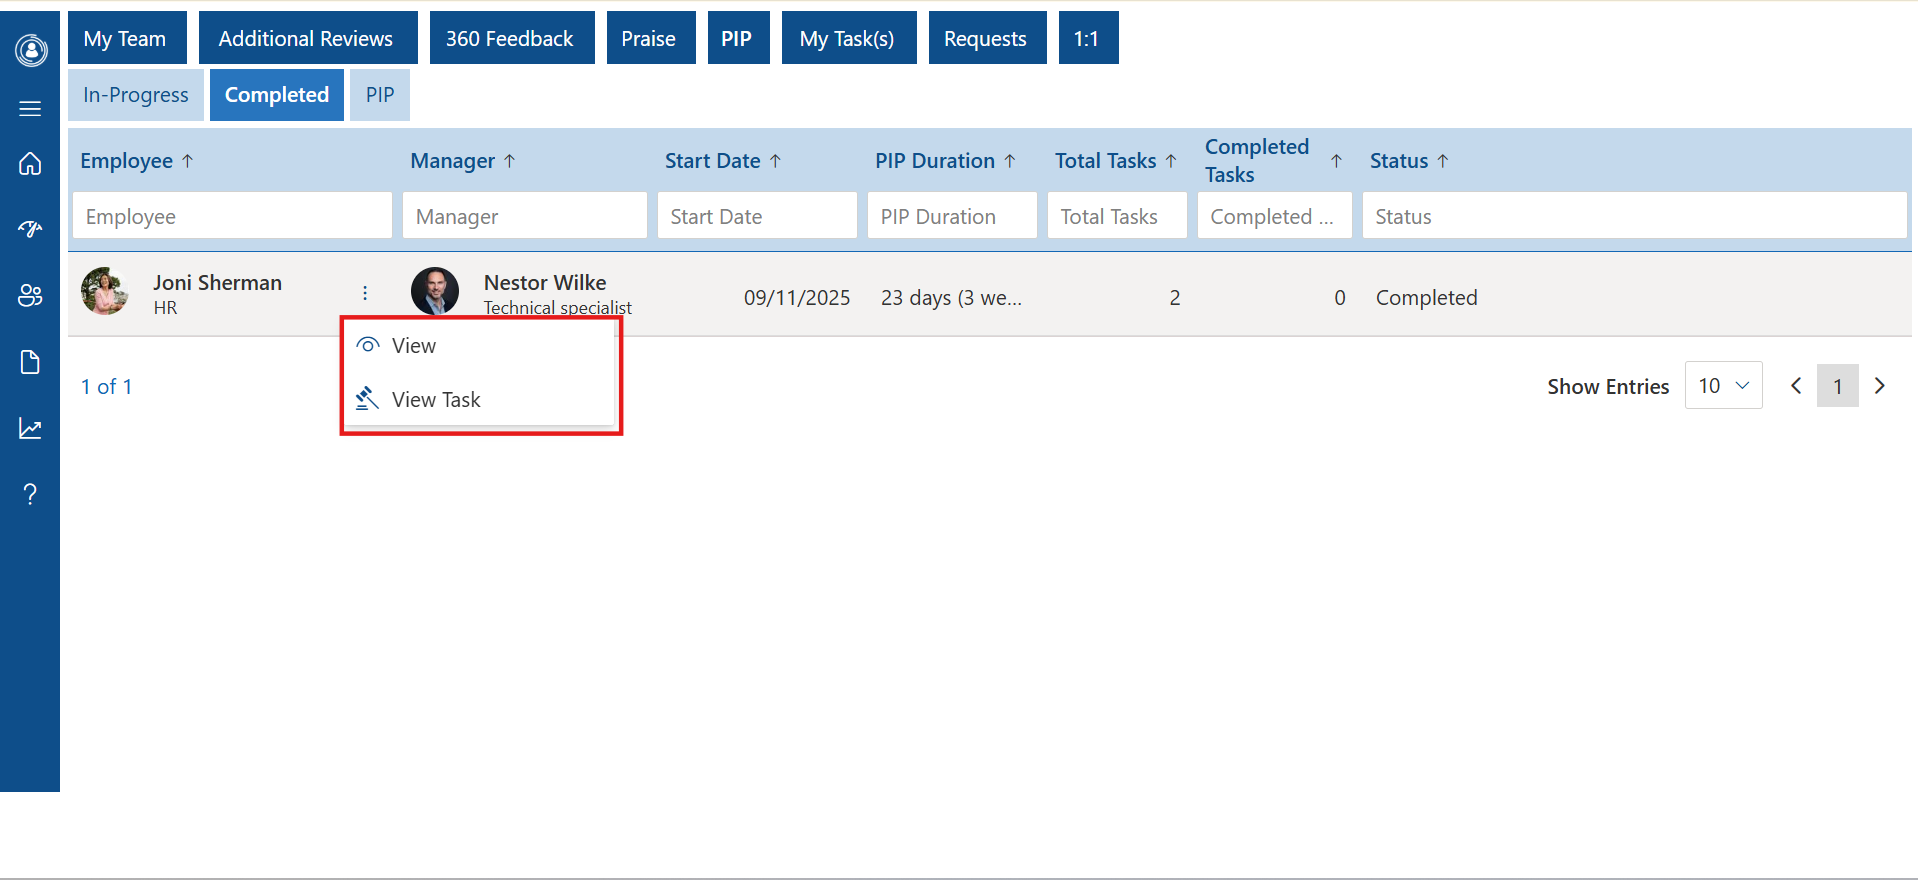 My Team Additional Reviews 360 Feedback Praise PIP My Task(s) Requests 1:1
In-Progress Completed PIP
Employee Manager Start Date PIP Duration Total Tasks Completed Tasks Status
Employee Manager Start Date PIP Duration Total Tasks Completed ... Status
Joni Sherman Nestor Wilke
HR Technical specialist 09/11/2025 23 days (3 we... 2 0 Completed
View
View Task
1 of 1 Show Entries 10 1